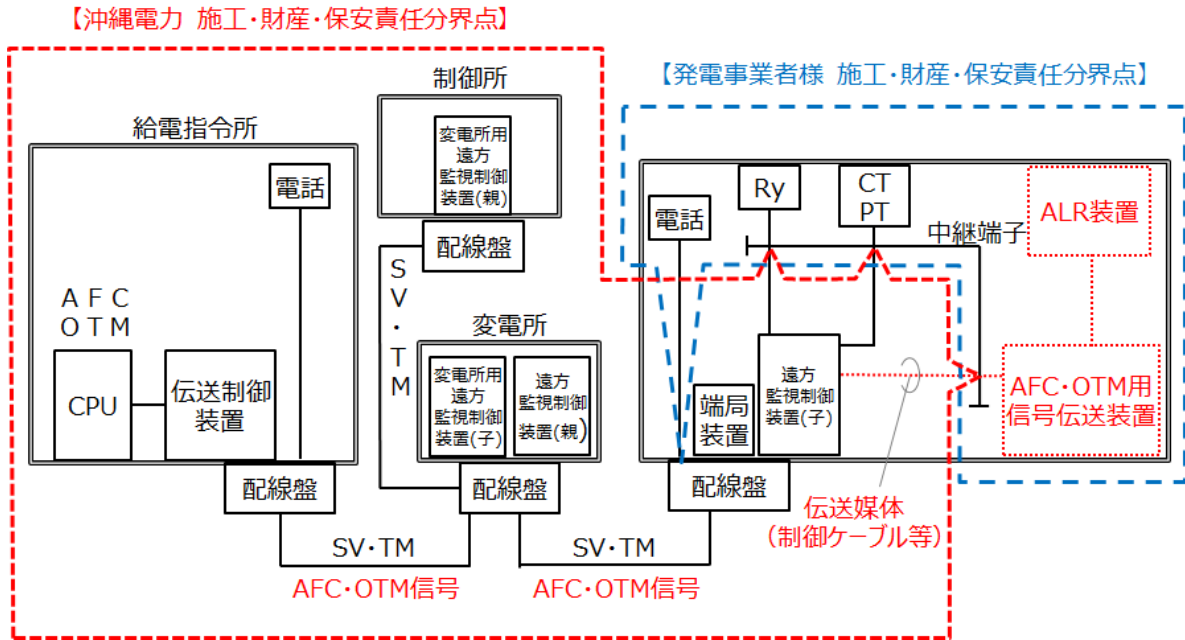 【沖縄電力 施工・財産・保安責任分界点】
【発電事業者様 施工・財産・保安責任分界点】
給電指令所
電話
AFC
OTM
CPU
伝送制御
装置
配線盤
制御所
変電所用
遠方
監視制御
装置(親)
配線盤
SV・TM
変電所
変電所用
遠方
監視制御
装置(子)
遠方
監視制御
装置(親)
配線盤
SV・TM
AFC・OTM信号
SV・TM
AFC・OTM信号
電話
Ry
CT
PT
中継端子
ALR装置
端局
装置
遠方
監視制御
装置(子)
AFC・OTM用
信号伝送装置
配線盤
伝送媒体
(制御ケーブル等)